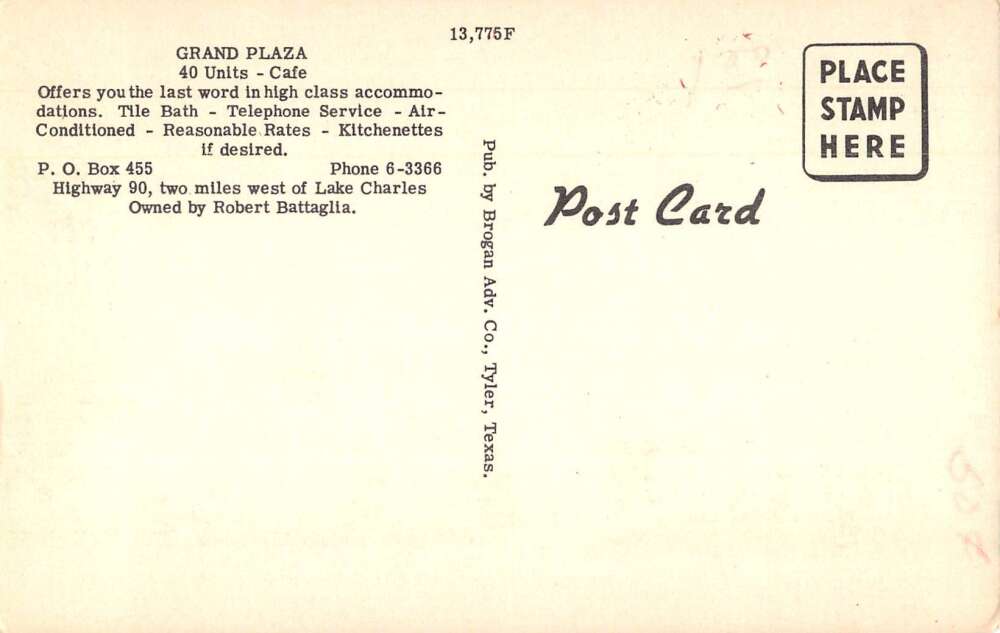 13,775F
GRAND PLAZA
40 Units - Cafe
Offers you the last word in high class accommo-
dations. Tile Bath - Telephone Service - Air-
Conditioned - Reasonable Rates - Kitchenettes
if desired.
P. O. Box 455 Phone 6-3366
Highway 90, two miles west of Lake Charles
Owned by Robert Battaglia.
Pub. by Brogan Adv. Co., Tyler, Texas.
Post Card
PLACE
STAMP
HERE